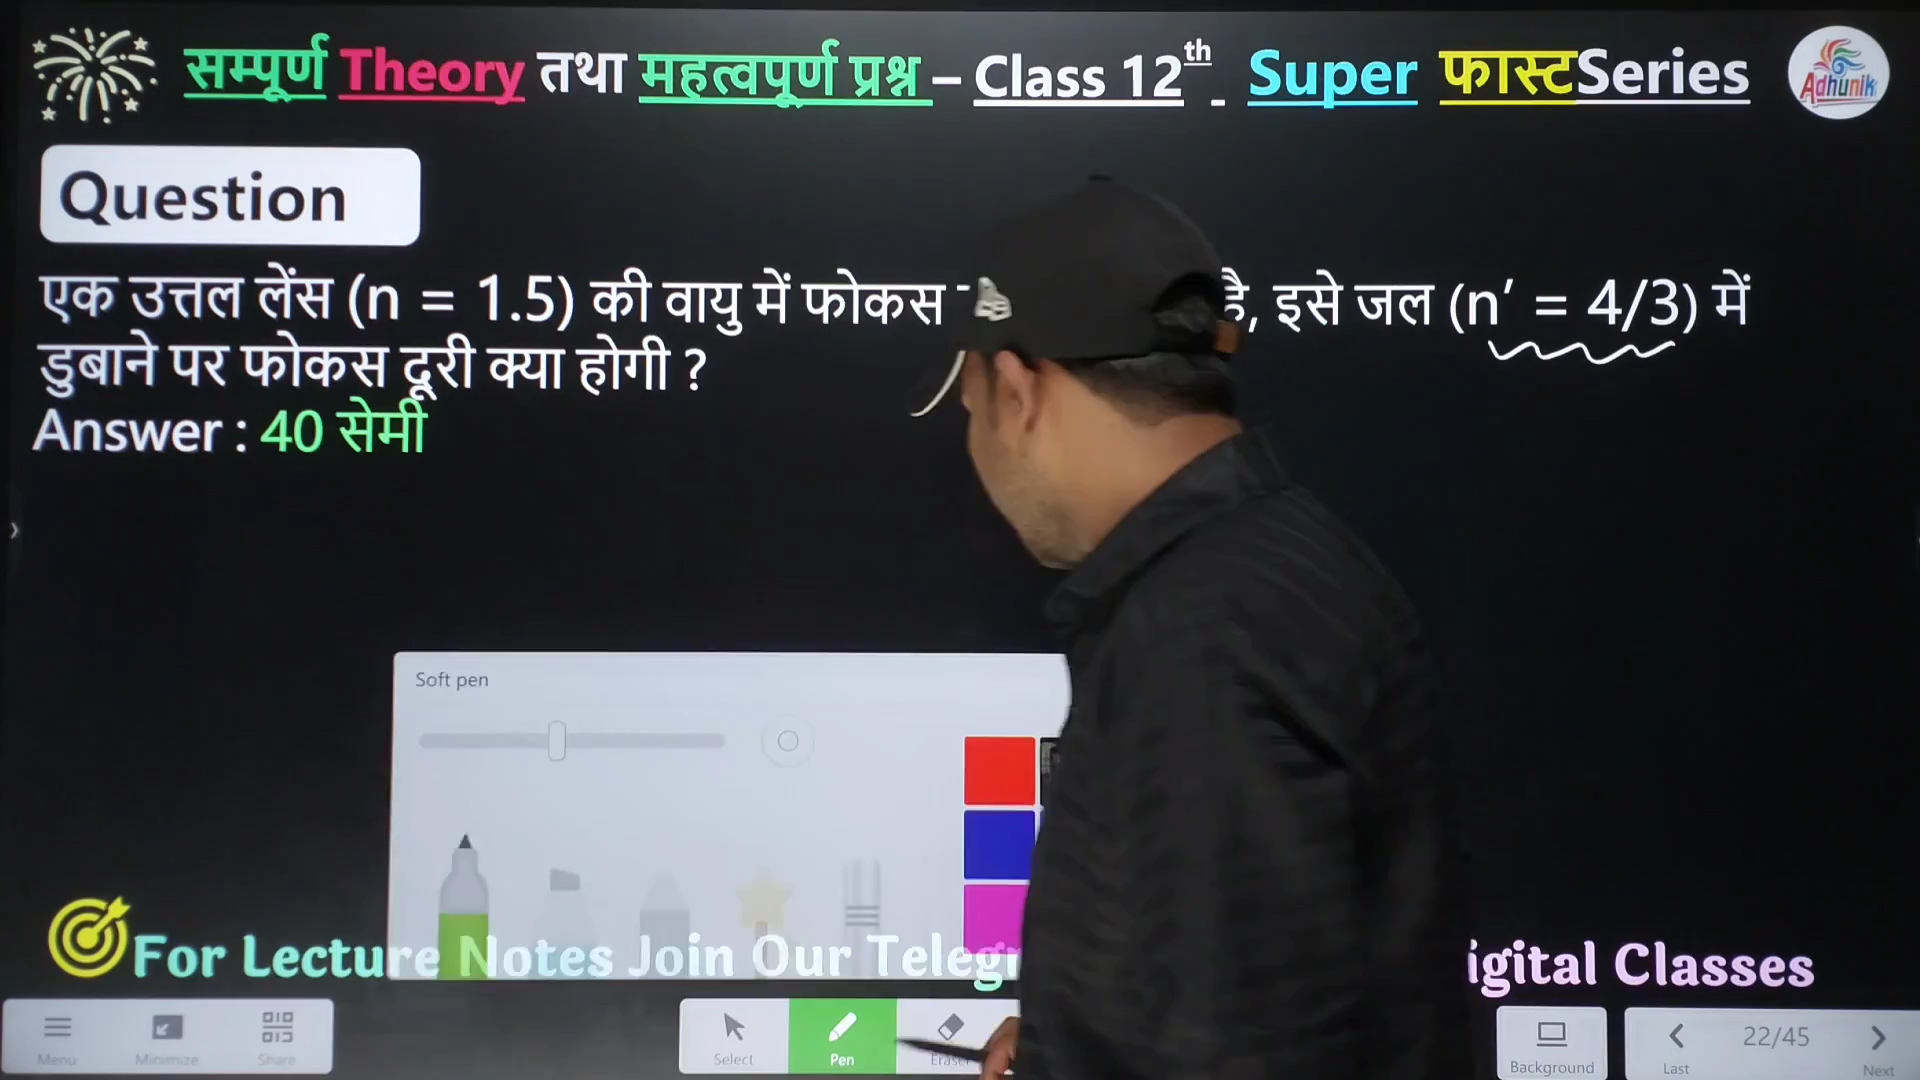 सम्पूर्ण Theory तथा महत्वपूर्ण प्रश्न – Class 12th - Super फास्टSeries
Adhunik
Question
एक उत्तल लेंस (n = 1.5) की वायु में फोकस है, इसे जल (n′ = 4/3) में
डुबाने पर फोकस दूरी क्या होगी ?
Answer : 40 सेमी
Soft pen
For Lecture Notes Join Our Telegr igital Classes
Menu Minimize Share Select Pen Eraser Background Last 22/45 Next